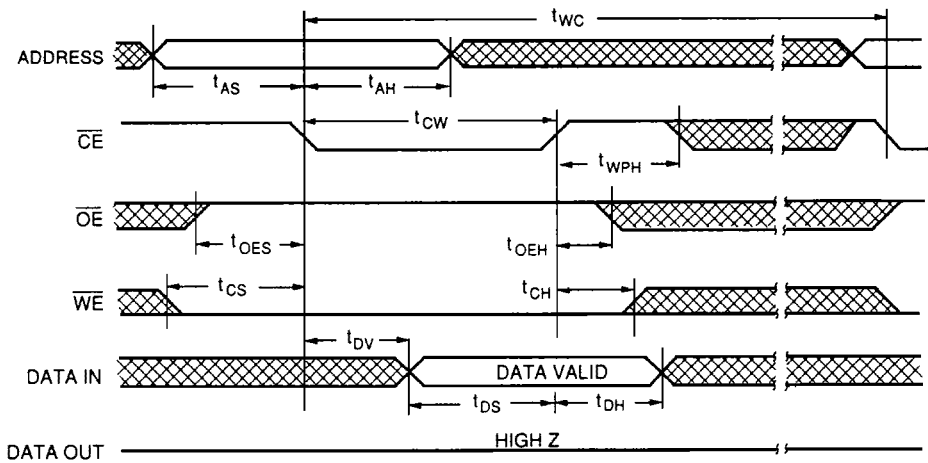 tWC
ADDRESS
tAS
tAH
CE
tCW
tWPH
OE
tOES
tOEH
WE
tCS
tCH
tDV
DATA IN
DATA VALID
tDS
tDH
DATA OUT
HIGH Z